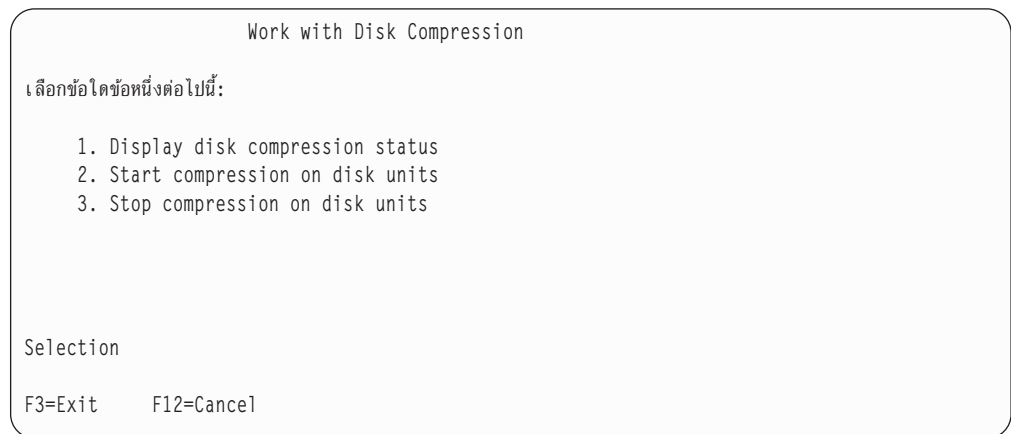 Work with Disk Compression
เลือกข้อใดข้อหนึ่งต่อไปนี้:
1. Display disk compression status
2. Start compression on disk units
3. Stop compression on disk units
Selection
F3=Exit F12=Cancel